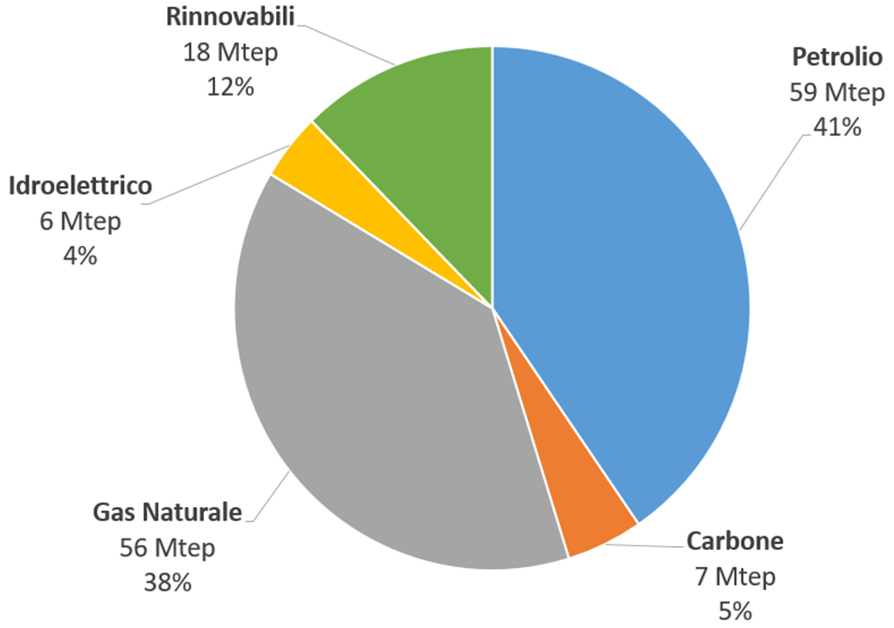 Rinnovabili
18 Mtep
12%
Petrolio
59 Mtep
41%
Idroelettrico
6 Mtep
4%
Gas Naturale
56 Mtep
38%
Carbone
7 Mtep
5%